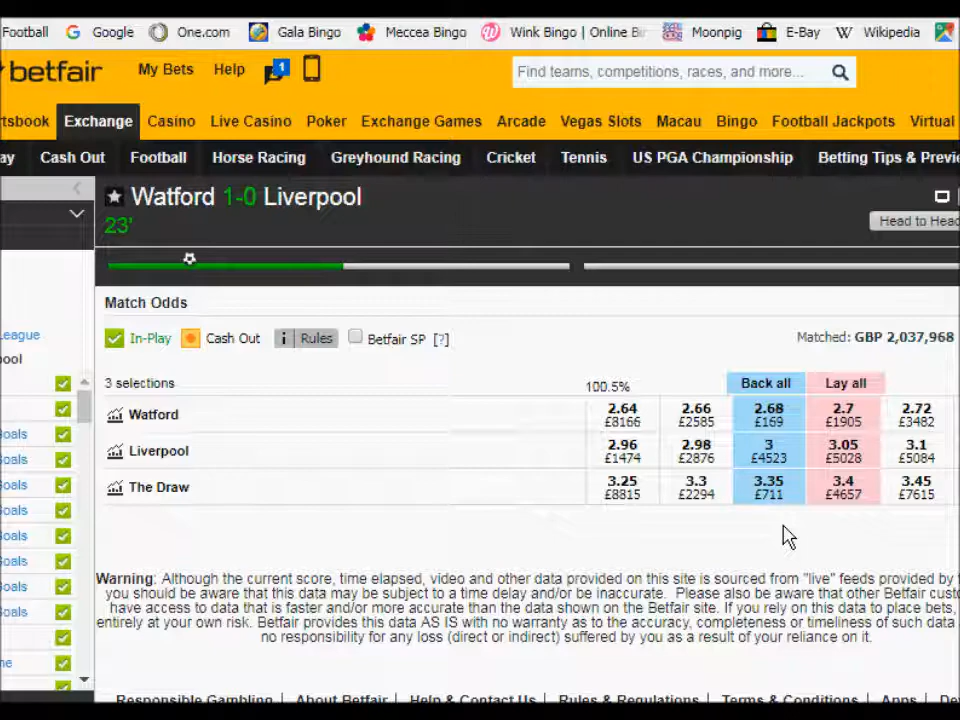 Football Google One.com Gala Bingo Meccea Bingo Wink Bingo | Online Bi Moonpig E-Bay W Wikipedia
betfair My Bets Help 1 Find teams, competitions, races, and more...
tsbook Exchange Casino Live Casino Poker Exchange Games Arcade Vegas Slots Macau Bingo Football Jackpots Virtual
ay Cash Out Football Horse Racing Greyhound Racing Cricket Tennis US PGA Championship Betting Tips & Previe
Watford 1-0 Liverpool
23' Head to Head
Match Odds
In-Play Cash Out i Rules Betfair SP [?] Matched: GBP 2,037,968
3 selections 100.5% Back all Lay all
Watford 2.64 2.66 2.68 2.7 2.72
£8166 £2585 £169 £1905 £3482
Liverpool 2.96 2.98 3 3.05 3.1
£1474 £2876 £4523 £5028 £5084
The Draw 3.25 3.3 3.35 3.4 3.45
£8815 £2294 £711 £4657 £7615
eague
ool
oals
oals
oals
oals
oals
oals
oals
oals
ne
Warning: Although the current score, time elapsed, video and other data provided on this site is sourced from "live" feeds provided by
you should be aware that this data may be subject to a time delay and/or be inaccurate. Please also be aware that other Betfair custo
have access to data that is faster and/or more accurate than the data shown on the Betfair site. If you rely on this data to place bets,
entirely at your own risk. Betfair provides this data AS IS with no warranty as to the accuracy, completeness or timeliness of such data
no responsibility for any loss (direct or indirect) suffered by you as a result of your reliance on it.
Responsible Gambling | About Betfair | Help & Contact Us | Rules & Regulations | Terms & Conditions | Apps | De